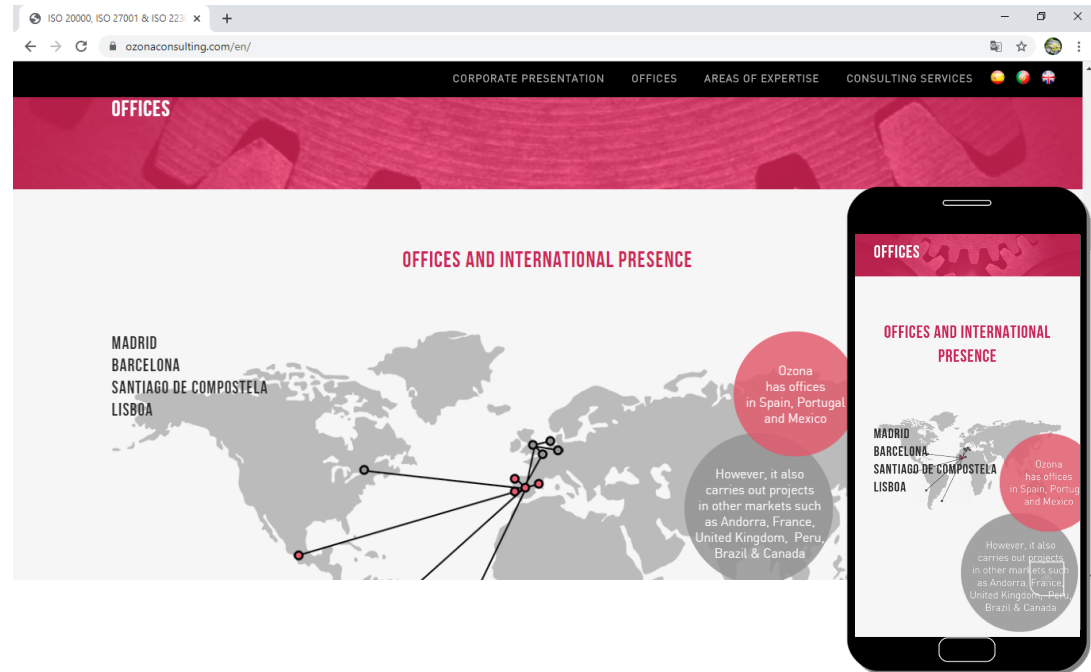 ISO 20000, ISO 27001 & ISO 223
ozonaconsulting.com/en/
CORPORATE PRESENTATION OFFICES AREAS OF EXPERTISE CONSULTING SERVICES
OFFICES
OFFICES AND INTERNATIONAL PRESENCE
MADRID
BARCELONA
SANTIAGO DE COMPOSTELA
LISBOA
Ozona
has offices
in Spain, Portugal
and Mexico
However, it also
carries out projects
in other markets such
as Andorra, France,
United Kingdom, Peru,
Brazil & Canada
OFFICES
OFFICES AND INTERNATIONAL
PRESENCE
MADRID
BARCELONA
SANTIAGO DE COMPOSTELA
LISBOA
Ozona
has offices
in Spain, Portug
and Mexico
However, it also
carries out projects
in other markets such
as Andorra, France,
United Kingdom, Peru,
Brazil & Canada